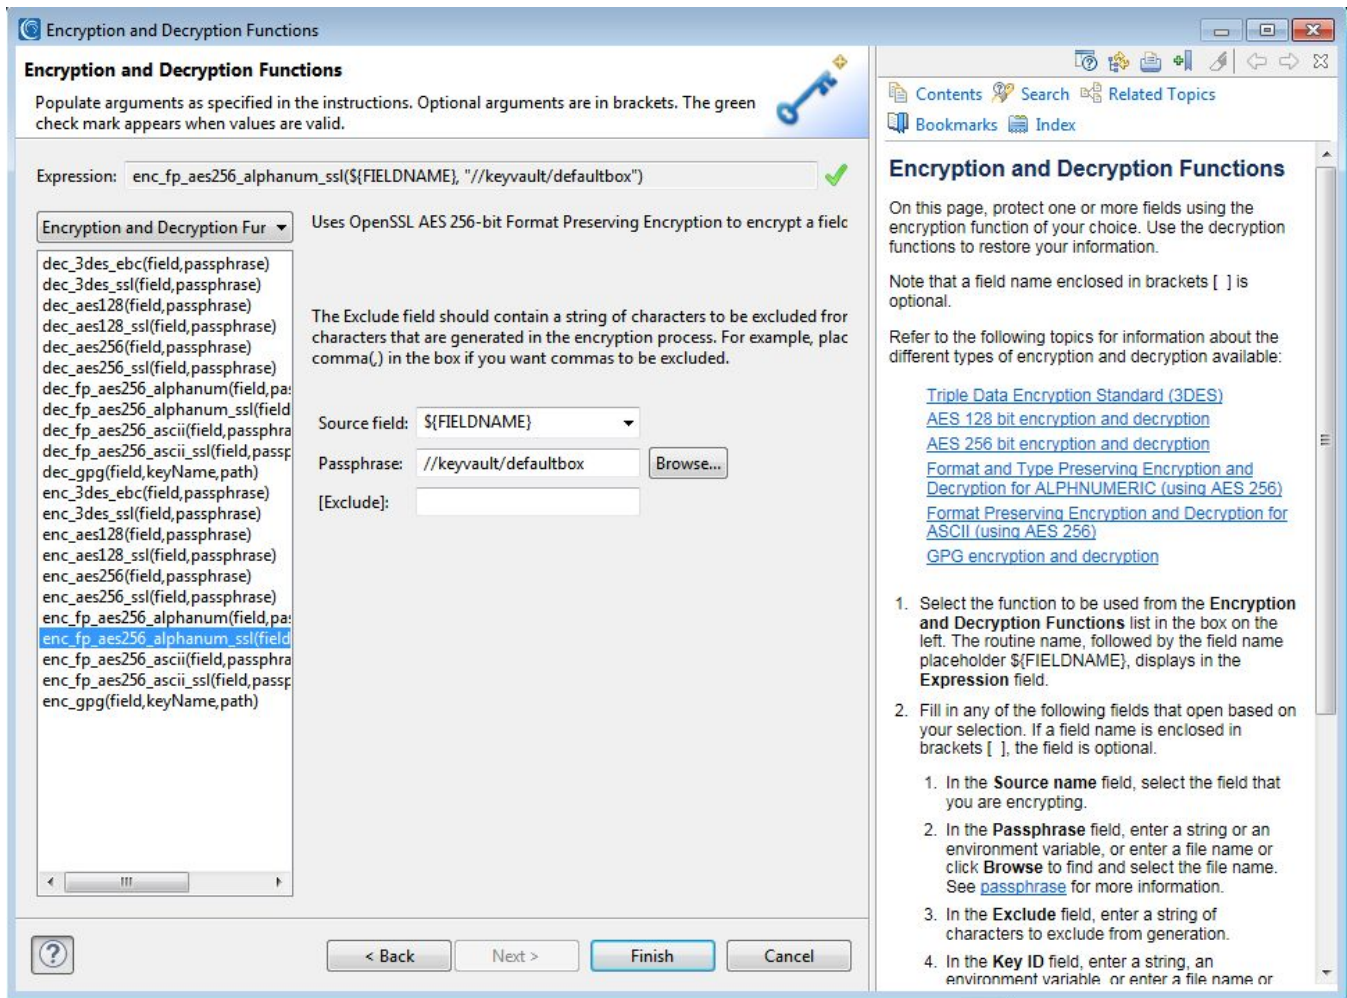 Encryption and Decryption Functions
Encryption and Decryption Functions
Populate arguments as specified in the instructions. Optional arguments are in brackets. The green
check mark appears when values are valid.
Expression: enc_fp_aes256_alphanum_ssl(${FIELDNAME}, "//keyvault/defaultbox")
Encryption and Decryption Fur
dec_3des_ebc(field,passphrase)
dec_3des_ssl(field,passphrase)
dec_aes128(field,passphrase)
dec_aes128_ssl(field,passphrase)
dec_aes256(field,passphrase)
dec_aes256_ssl(field,passphrase)
dec_fp_aes256_alphanum(field,pas
dec_fp_aes256_alphanum_ssl(field
dec_fp_aes256_ascii(field,passphra
dec_fp_aes256_ascii_ssl(field,passp
dec_gpg(field,keyName,path)
enc_3des_ebc(field,passphrase)
enc_3des_ssl(field,passphrase)
enc_aes128(field,passphrase)
enc_aes128_ssl(field,passphrase)
enc_aes256(field,passphrase)
enc_aes256_ssl(field,passphrase)
enc_fp_aes256_alphanum(field,pas
enc_fp_aes256_alphanum_ssl(field
enc_fp_aes256_ascii(field,passphra
enc_fp_aes256_ascii_ssl(field,passp
enc_gpg(field,keyName,path)
Uses OpenSSL AES 256-bit Format Preserving Encryption to encrypt a field
The Exclude field should contain a string of characters to be excluded fror
characters that are generated in the encryption process. For example, plac
comma(,) in the box if you want commas to be excluded.
Source field: ${FIELDNAME}
Passphrase: //keyvault/defaultbox Browse...
[Exclude]:
? < Back Next > Finish Cancel
Contents Search Related Topics
Bookmarks Index
Encryption and Decryption Functions
On this page, protect one or more fields using the
encryption function of your choice. Use the decryption
functions to restore your information.
Note that a field name enclosed in brackets [ ] is
optional.
Refer to the following topics for information about the
different types of encryption and decryption available:
Triple Data Encryption Standard (3DES)
AES 128 bit encryption and decryption
AES 256 bit encryption and decryption
Format and Type Preserving Encryption and
Decryption for ALPHNUMERIC (using AES 256)
Format Preserving Encryption and Decryption for
ASCII (using AES 256)
GPG encryption and decryption
1. Select the function to be used from the Encryption
and Decryption Functions list in the box on the
left. The routine name, followed by the field name
placeholder ${FIELDNAME}, displays in the
Expression field.
2. Fill in any of the following fields that open based on
your selection. If a field name is enclosed in
brackets [ ], the field is optional.
1. In the Source name field, select the field that
you are encrypting.
2. In the Passphrase field, enter a string or an
environment variable, or enter a file name or
click Browse to find and select the file name.
See passphrase for more information.
3. In the Exclude field, enter a string of
characters to exclude from generation.
4. In the Key ID field, enter a string, an
environment variable, or enter a file name or